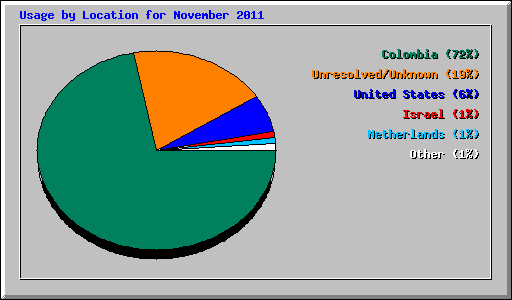 Usage by Location for November 2011
Colombia (72%)
Unresolved/Unknown (19%)
United States (6%)
Israel (1%)
Netherlands (1%)
Other (1%)